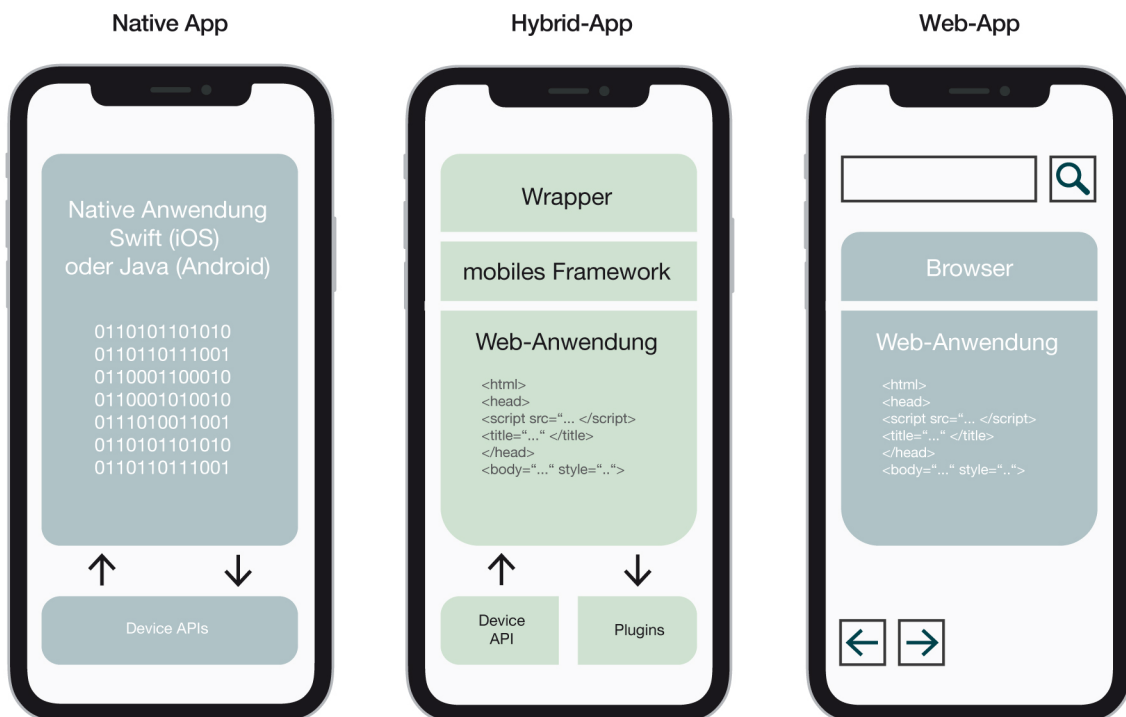 Native App
Native Anwendung
Swift (iOS)
oder Java (Android)
0110101101010
0110110111001
0110001100010
0110001010010
0111010011001
0110101101010
0110110111001
Device APIs
Hybrid-App
Wrapper
mobiles Framework
Web-Anwendung
<html>
<head>
<script src=“... </script>
<title=“...“ </title>
</head>
<body=“...“ style=“..“>
Device
API
Plugins
Web-App
Browser
Web-Anwendung
<html>
<head>
<script src=“... </script>
<title=“...“ </title>
</head>
<body=“...“ style=“..“>